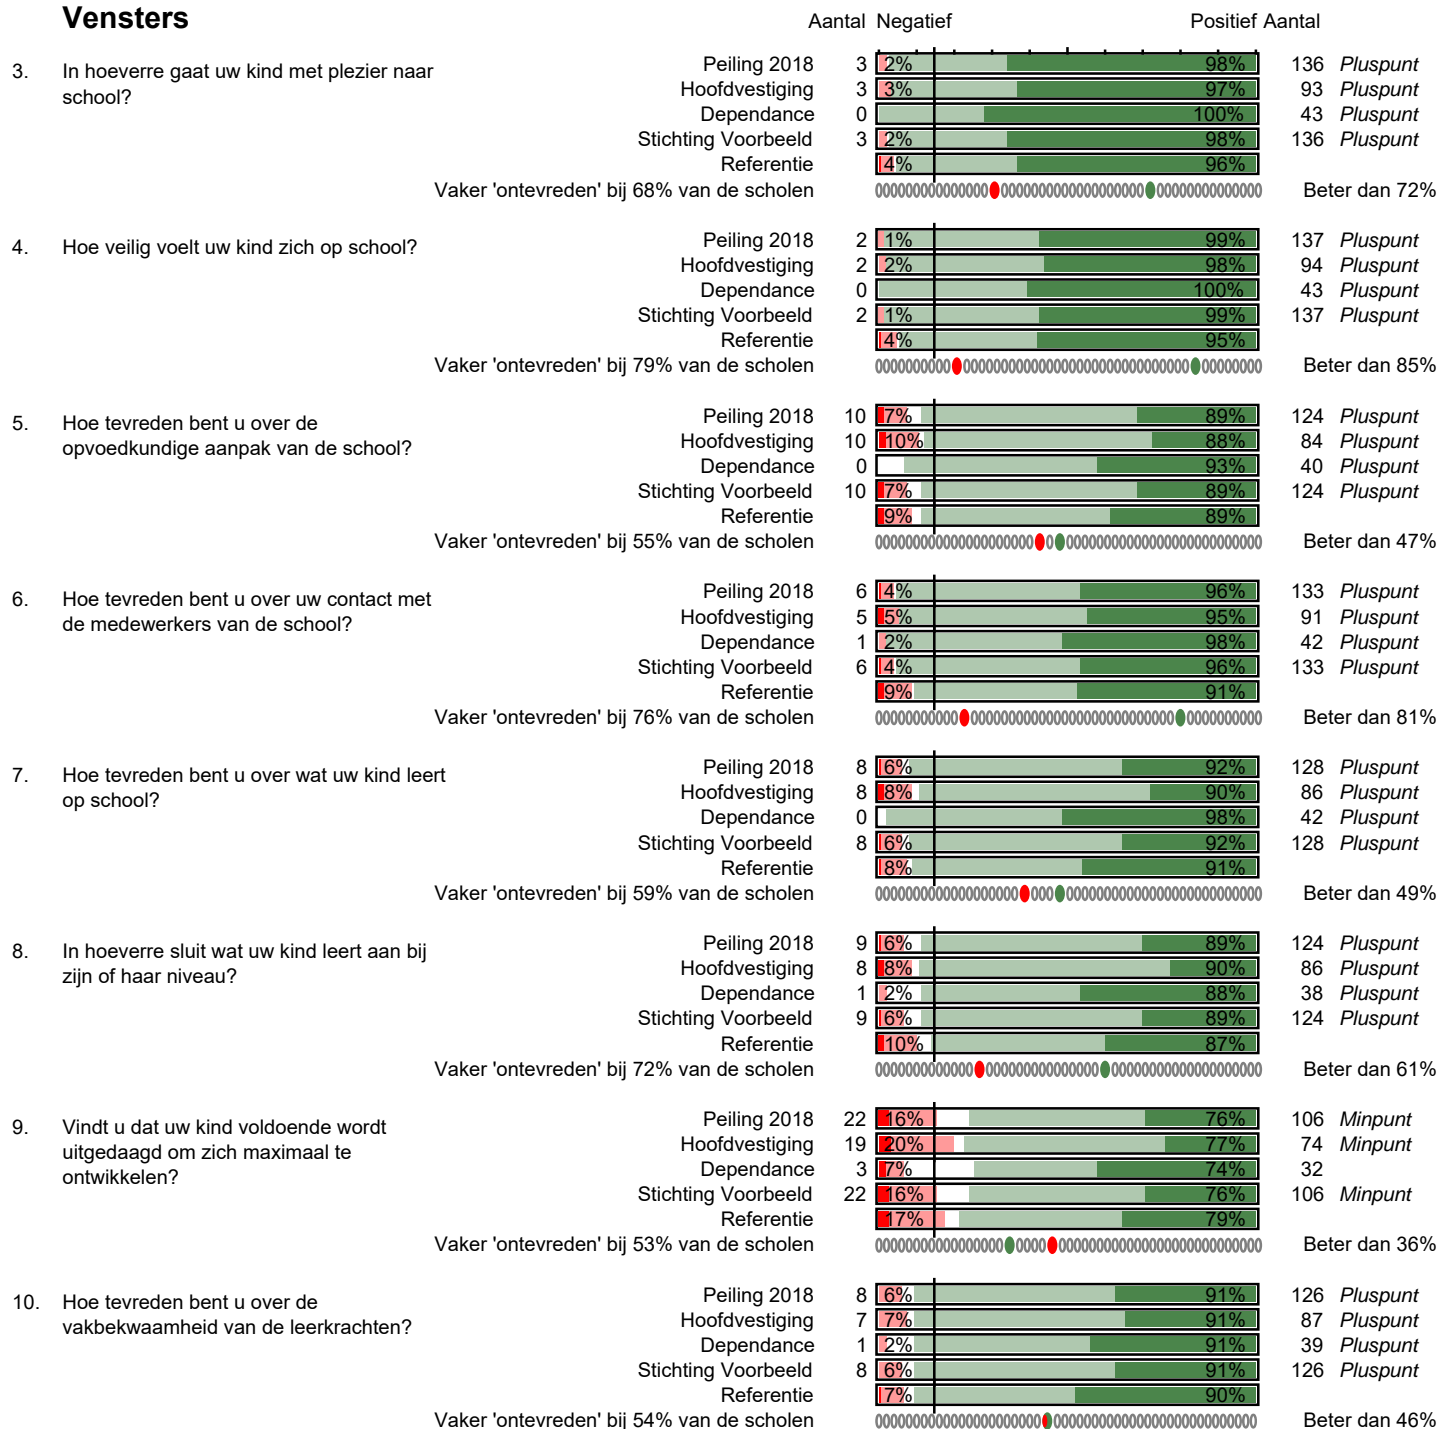 Vensters
Aantal Negatief Positief Aantal
3. In hoeverre gaat uw kind met plezier naar school?
Peiling 2018 3 2% 98% 136 Pluspunt
Hoofdvestiging 3 3% 97% 93 Pluspunt
Dependance 0 100% 43 Pluspunt
Stichting Voorbeeld 3 2% 98% 136 Pluspunt
Referentie 4% 96%
Vaker 'ontevreden' bij 68% van de scholen Beter dan 72%
4. Hoe veilig voelt uw kind zich op school?
Peiling 2018 2 1% 99% 137 Pluspunt
Hoofdvestiging 2 2% 98% 94 Pluspunt
Dependance 0 100% 43 Pluspunt
Stichting Voorbeeld 2 1% 99% 137 Pluspunt
Referentie 4% 95%
Vaker 'ontevreden' bij 79% van de scholen Beter dan 85%
5. Hoe tevreden bent u over de opvoedkundige aanpak van de school?
Peiling 2018 10 7% 89% 124 Pluspunt
Hoofdvestiging 10 10% 88% 84 Pluspunt
Dependance 0 93% 40 Pluspunt
Stichting Voorbeeld 10 7% 89% 124 Pluspunt
Referentie 9% 89%
Vaker 'ontevreden' bij 55% van de scholen Beter dan 47%
6. Hoe tevreden bent u over uw contact met de medewerkers van de school?
Peiling 2018 6 4% 96% 133 Pluspunt
Hoofdvestiging 5 5% 95% 91 Pluspunt
Dependance 1 2% 98% 42 Pluspunt
Stichting Voorbeeld 6 4% 96% 133 Pluspunt
Referentie 9% 91%
Vaker 'ontevreden' bij 76% van de scholen Beter dan 81%
7. Hoe tevreden bent u over wat uw kind leert op school?
Peiling 2018 8 6% 92% 128 Pluspunt
Hoofdvestiging 8 8% 90% 86 Pluspunt
Dependance 0 98% 42 Pluspunt
Stichting Voorbeeld 8 6% 92% 128 Pluspunt
Referentie 8% 91%
Vaker 'ontevreden' bij 59% van de scholen Beter dan 49%
8. In hoeverre sluit wat uw kind leert aan bij zijn of haar niveau?
Peiling 2018 9 6% 89% 124 Pluspunt
Hoofdvestiging 8 8% 90% 86 Pluspunt
Dependance 1 2% 88% 38 Pluspunt
Stichting Voorbeeld 9 6% 89% 124 Pluspunt
Referentie 10% 87%
Vaker 'ontevreden' bij 72% van de scholen Beter dan 61%
9. Vindt u dat uw kind voldoende wordt uitgedaagd om zich maximaal te ontwikkelen?
Peiling 2018 22 16% 76% 106 Minpunt
Hoofdvestiging 19 20% 77% 74 Minpunt
Dependance 3 7% 74% 32
Stichting Voorbeeld 22 16% 76% 106 Minpunt
Referentie 17% 79%
Vaker 'ontevreden' bij 53% van de scholen Beter dan 36%
10. Hoe tevreden bent u over de vakbekwaamheid van de leerkrachten?
Peiling 2018 8 6% 91% 126 Pluspunt
Hoofdvestiging 7 7% 91% 87 Pluspunt
Dependance 1 2% 91% 39 Pluspunt
Stichting Voorbeeld 8 6% 91% 126 Pluspunt
Referentie 7% 90%
Vaker 'ontevreden' bij 54% van de scholen Beter dan 46%